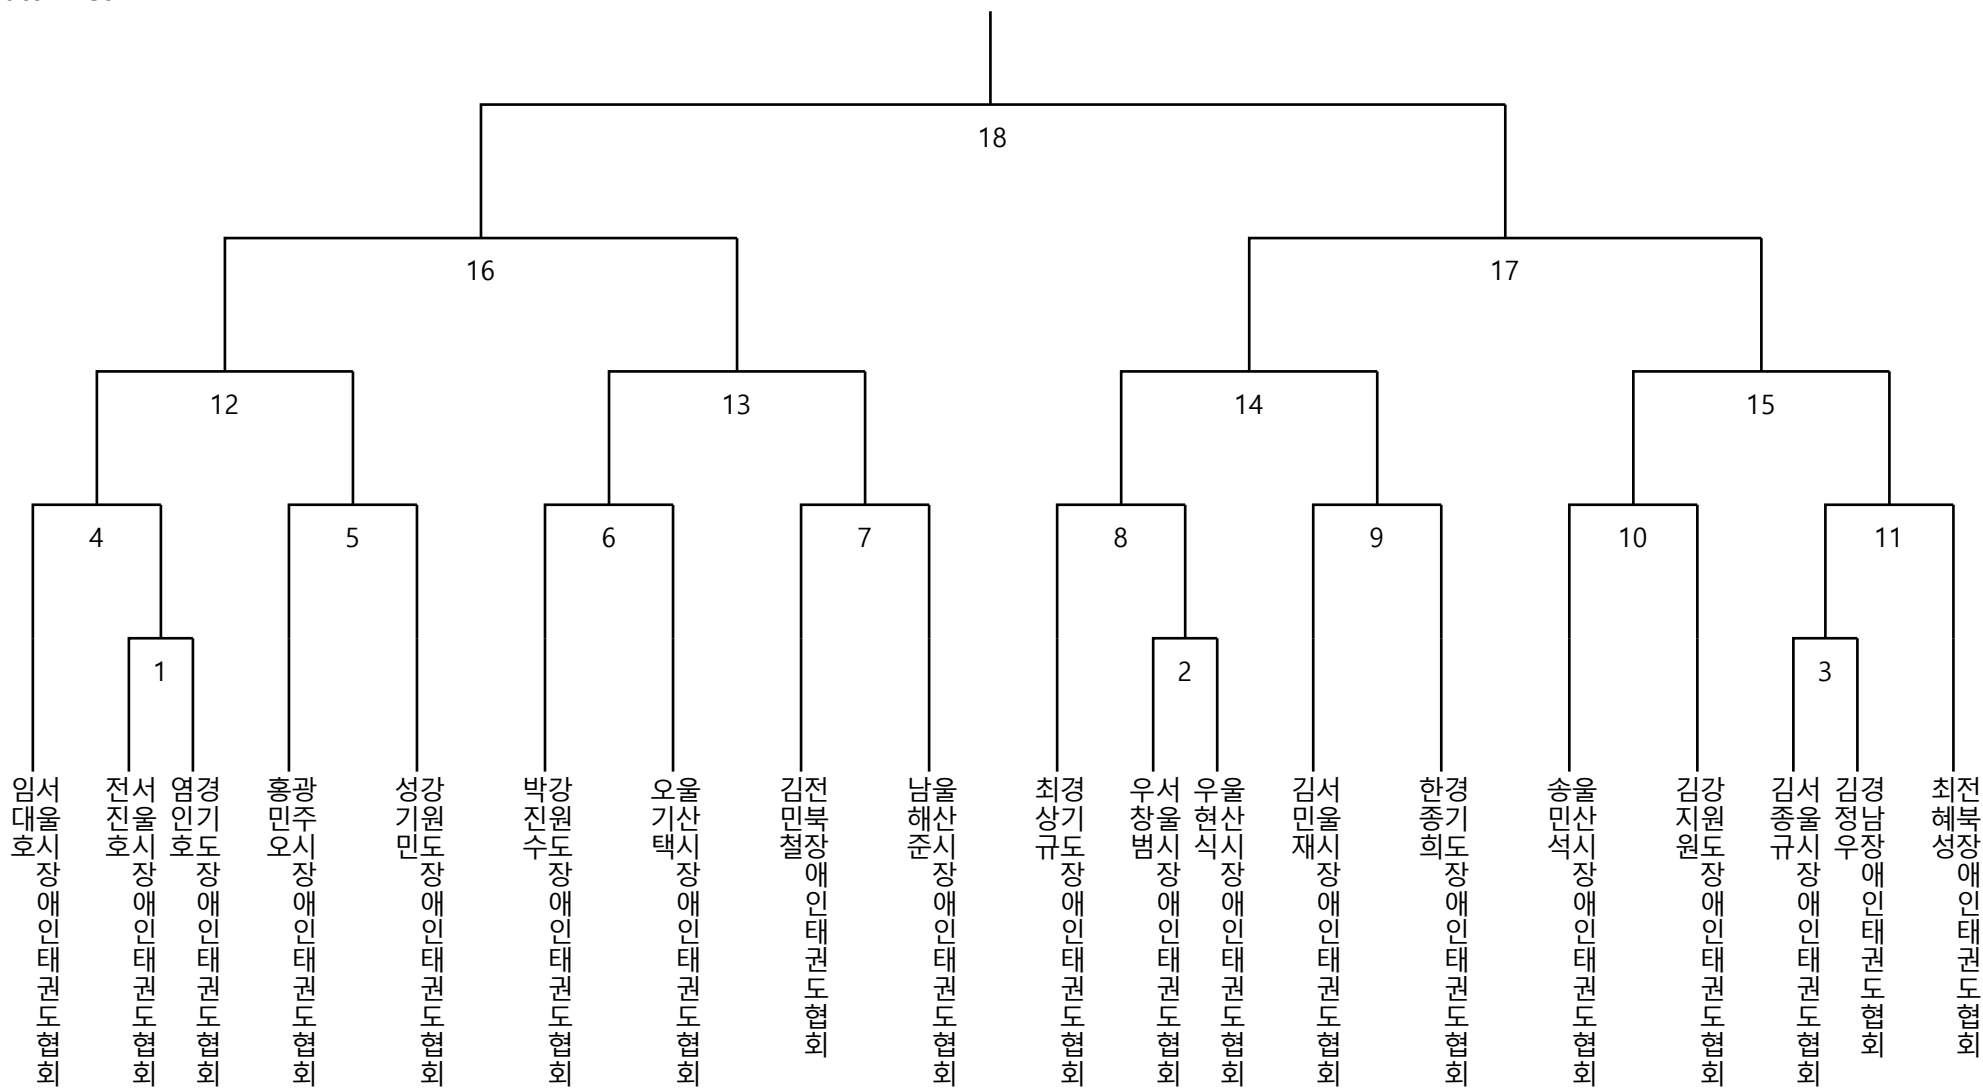 18
16
17
12
13
14
15
4
5
6
7
8
9
10
11
1
2
3
임대호
서울시장애인태권도협회
전진호
서울시장애인태권도협회
염인호
경기도장애인태권도협회
홍민오
광주시장애인태권도협회
성기민
강원도장애인태권도협회
박진수
강원도장애인태권도협회
오기택
울산시장애인태권도협회
김민철
전북장애인태권도협회
남해준
울산시장애인태권도협회
최상규
경기도장애인태권도협회
우창범
서울시장애인태권도협회
우현식
울산시장애인태권도협회
김민재
서울시장애인태권도협회
한종희
경기도장애인태권도협회
송민석
울산시장애인태권도협회
김지원
강원도장애인태권도협회
김종규
서울시장애인태권도협회
김정우
경남장애인태권도협회
최혜성
전북장애인태권도협회